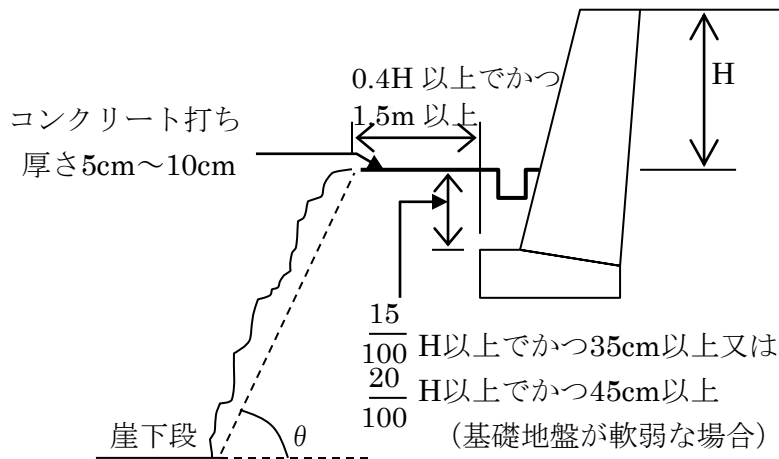 0.4H 以上でかつ
1.5m 以上
H
コンクリート打ち
厚さ5cm～10cm
15
100
H以上でかつ35cm以上又は
20
100
H以上でかつ45cm以上
（基礎地盤が軟弱な場合）
崖下段
θ